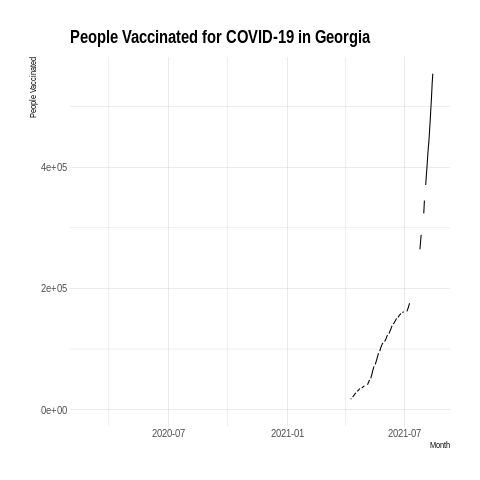 People Vaccinated for COVID-19 in Georgia
People Vaccinated
4e+05
2e+05
0e+00
2020-07
2021-01
2021-07
Month